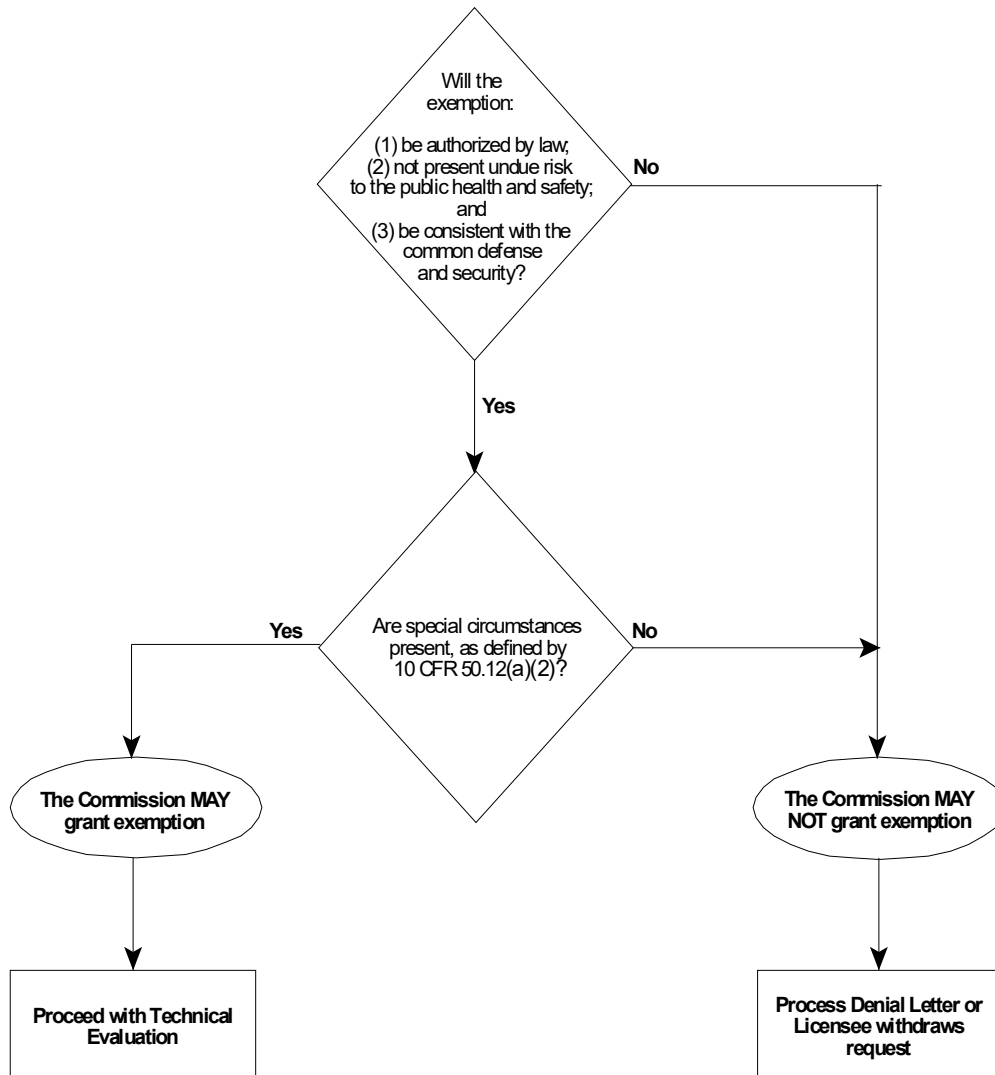 Will the
exemption:
(1) be authorized by law;
(2) not present undue risk
to the public health and safety;
and
(3) be consistent with the
common defense
and security?
No
Yes
Are special circumstances
present, as defined by
10 CFR 50.12(a)(2)?
Yes
No
The Commission MAY
grant exemption
The Commission MAY
NOT grant exemption
Proceed with Technical
Evaluation
Process Denial Letter or
Licensee withdraws
request